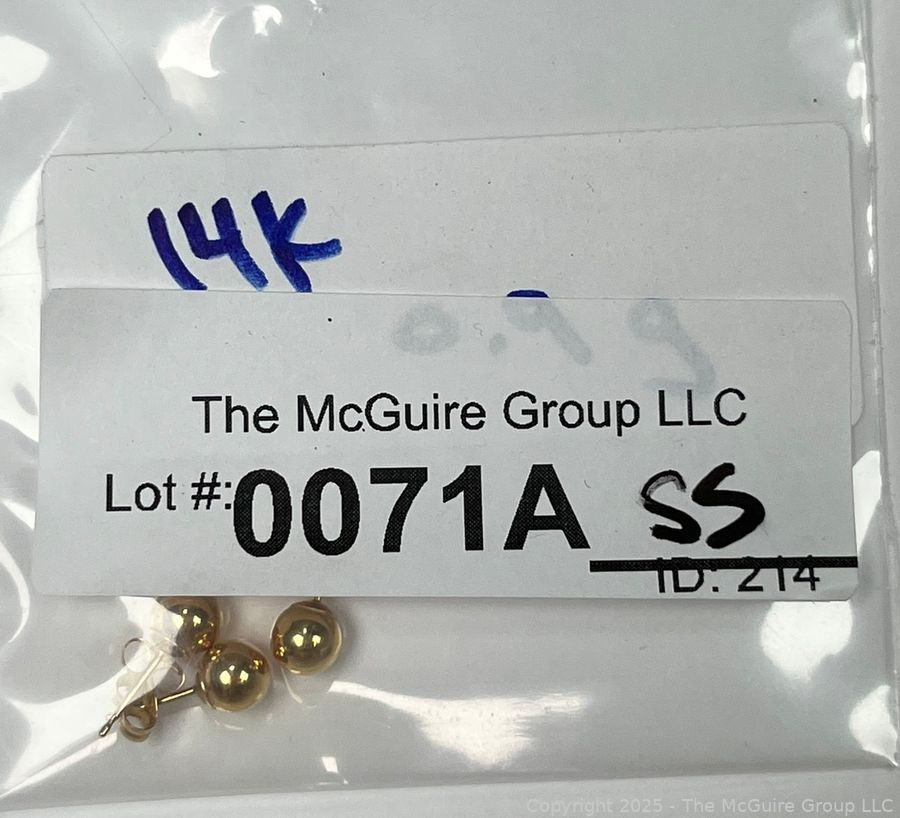 14K
The McGuire Group LLC
Lot #:0071A SS
ID: 214
Copyright 2025 - The McGuire Group LLC